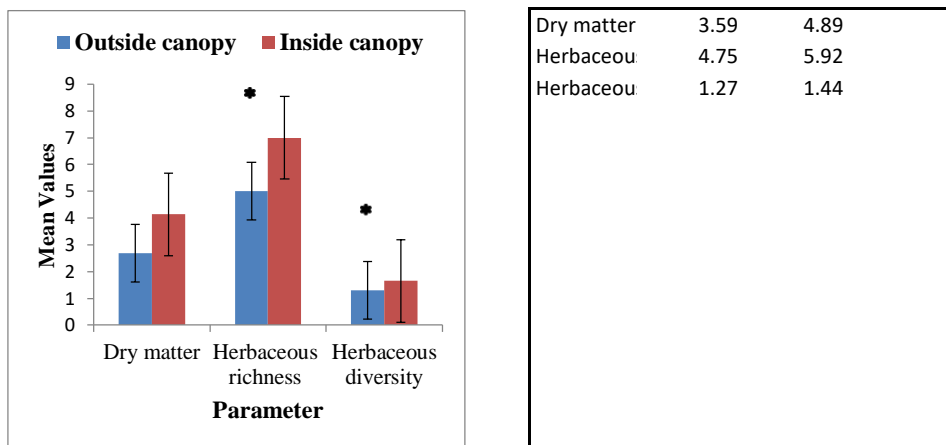 Outside canopy Inside canopy
9
8
7
6
5
4
3
2
1
0
Mean Values
*
*
Dry matter Herbaceous richness Herbaceous diversity
Parameter
Dry matter 3.59 4.89
Herbaceou: 4.75 5.92
Herbaceou: 1.27 1.44